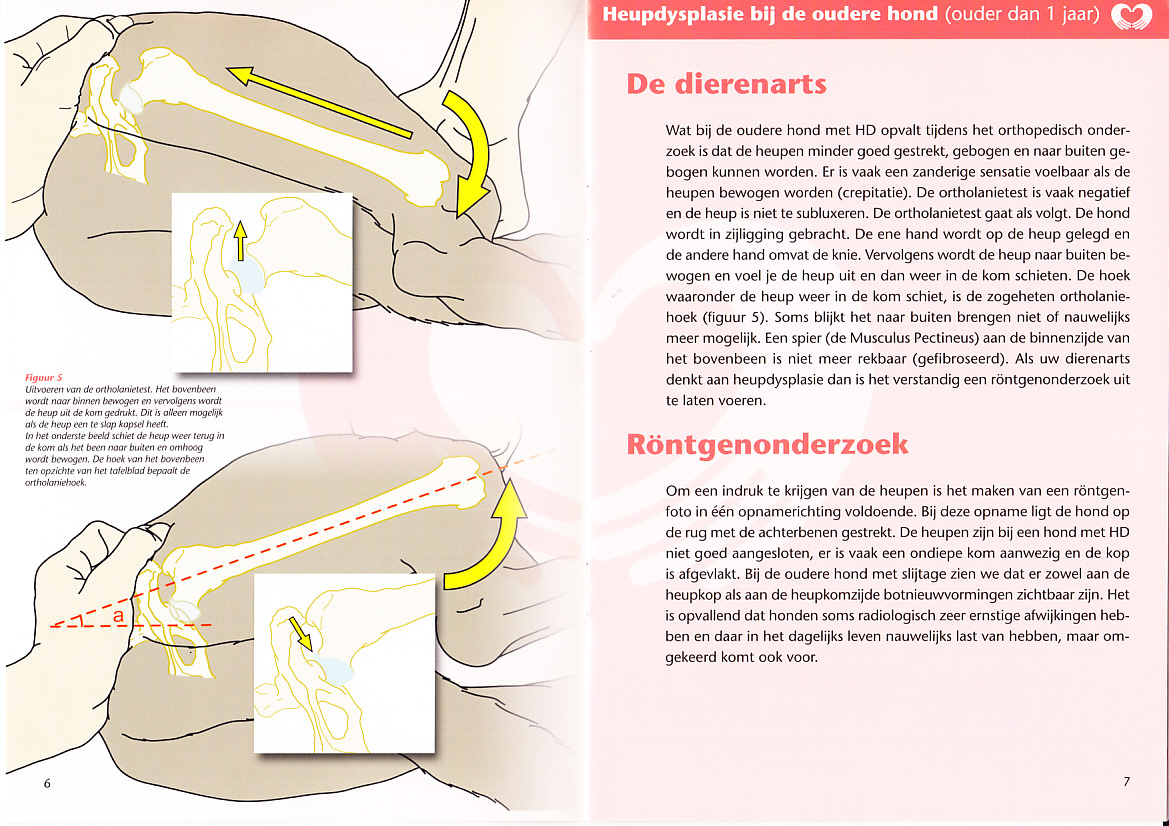 Figuur 5
Uitvoeren van de ortholanietest. Het bovenbeen
wordt naar binnen bewogen en vervolgens wordt
de heup uit de kom gedrukt. Dit is alleen mogelijk
als de heup een te slap kapsel heeft.
In het onderste beeld schiet de heup weer terug in
de kom als het been naar buiten en omhoog
wordt bewogen. De hoek van het bovenbeen
ten opzichte van het tafelblad bepaalt de
ortholaniehoek.
a
6
Heupdysplasie bij de oudere hond (ouder dan 1 jaar)
De dierenarts
Wat bij de oudere hond met HD opvalt tijdens het orthopedisch onder-
zoek is dat de heupen minder goed gestrekt, gebogen en naar buiten ge-
bogen kunnen worden. Er is vaak een zanderige sensatie voelbaar als de
heupen bewogen worden (crepitatie). De ortholanietest is vaak negatief
en de heup is niet te subluxeren. De ortholanietest gaat als volgt. De hond
wordt in zijligging gebracht. De ene hand wordt op de heup gelegd en
de andere hand omvat de knie. Vervolgens wordt de heup naar buiten be-
wogen en voel je de heup uit en dan weer in de kom schieten. De hoek
waaronder de heup weer in de kom schiet, is de zogeheten ortholanie-
hoek (figuur 5). Soms blijkt het naar buiten brengen niet of nauwelijks
meer mogelijk. Een spier (de Musculus Pectineus) aan de binnenzijde van
het bovenbeen is niet meer rekbaar (gefibroseerd). Als uw dierenarts
denkt aan heupdysplasie dan is het verstandig een röntgenonderzoek uit
te laten voeren.
Röntgenonderzoek
Om een indruk te krijgen van de heupen is het maken van een röntgen-
foto in één opnamerichting voldoende. Bij deze opname ligt de hond op
de rug met de achterbenen gestrekt. De heupen zijn bij een hond met HD
niet goed aangesloten, er is vaak een ondiepe kom aanwezig en de kop
is afgevlakt. Bij de oudere hond met slijtage zien we dat er zowel aan de
heupkop als aan de heupkomzijde botnieuwvormingen zichtbaar zijn. Het
is opvallend dat honden soms radiologisch zeer ernstige afwijkingen heb-
ben en daar in het dagelijks leven nauwelijks last van hebben, maar om-
gekeerd komt ook voor.
7